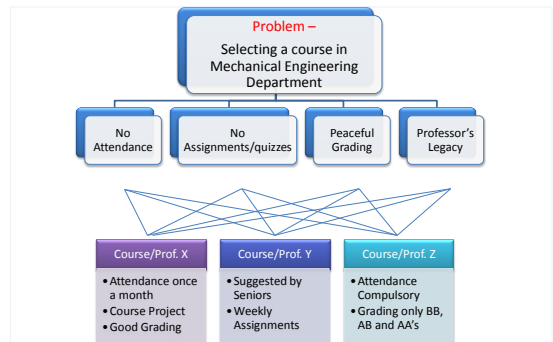 Problem –
Selecting a course in
Mechanical Engineering
Department
No
Attendance
No
Assignments/quizzes
Peaceful
Grading
Professor's
Legacy
Course/Prof. X
• Attendance once
a month
• Course Project
• Good Grading
Course/Prof. Y
• Suggested by
Seniors
• Weekly
Assignments
Course/Prof. Z
• Attendance
Compulsory
• Grading only BB,
AB and AA's